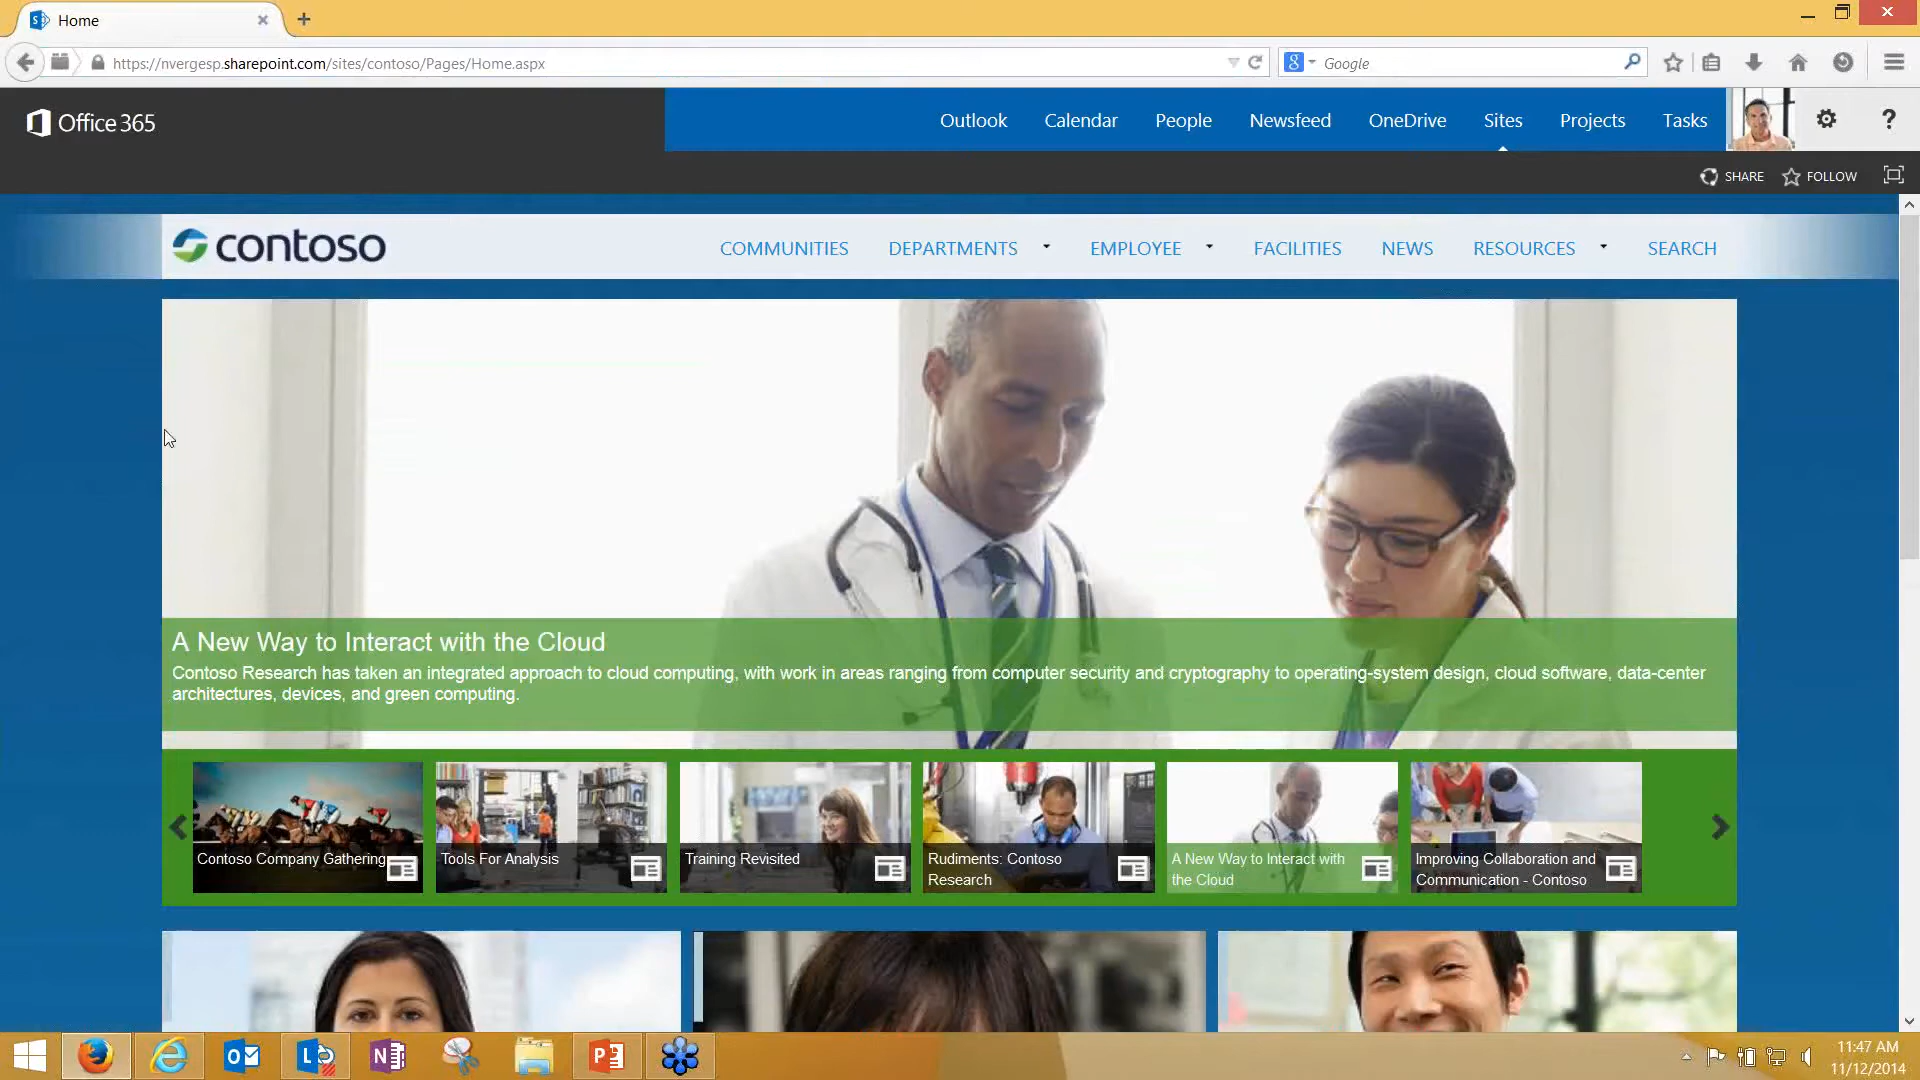 Home
https://nvergesp.sharepoint.com/sites/contoso/Pages/Home.aspx
Google
Office 365
Outlook Calendar People Newsfeed OneDrive Sites Projects Tasks ?
SHARE FOLLOW
contoso
COMMUNITIES DEPARTMENTS EMPLOYEE FACILITIES NEWS RESOURCES SEARCH
A New Way to Interact with the Cloud
Contoso Research has taken an integrated approach to cloud computing, with work in areas ranging from computer security and cryptography to operating-system design, cloud software, data-center
architectures, devices, and green computing.
Contoso Company Gathering
Tools For Analysis
Training Revisited
Rudiments: Contoso
Research
A New Way to Interact with
the Cloud
Improving Collaboration and
Communication - Contoso
11:47 AM
11/12/2014